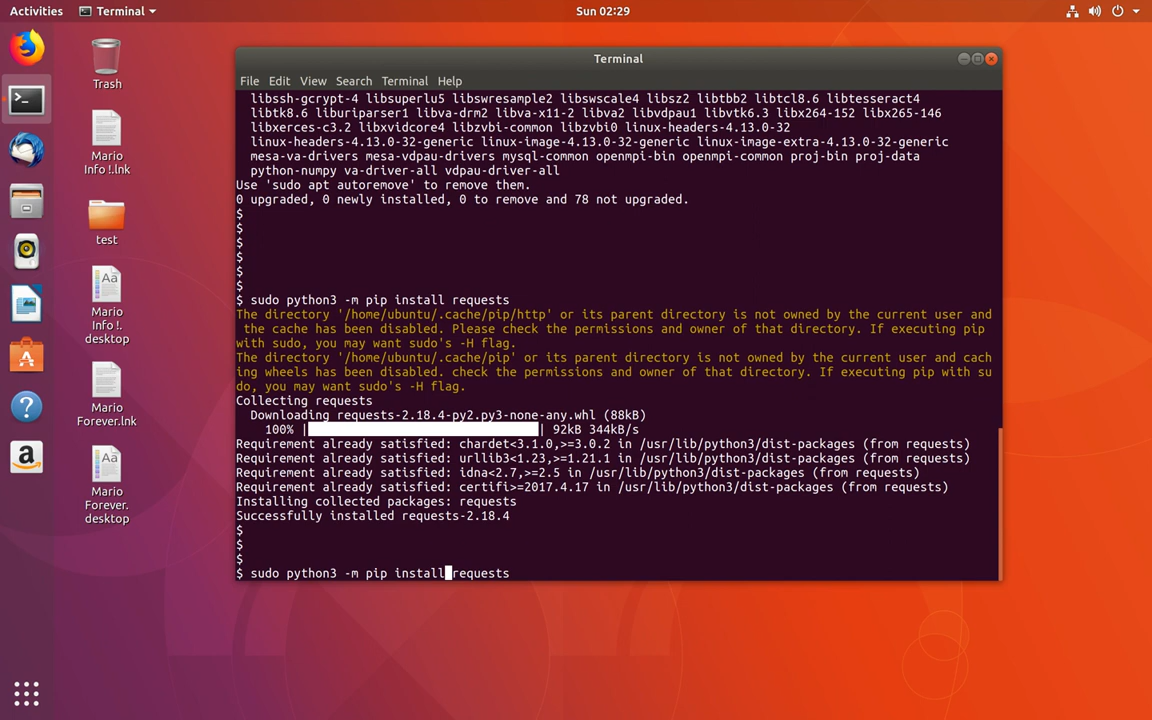 Activities Terminal Sun 02:29
Trash
Mario
Info !.lnk
test
Mario
Info !.
desktop
Mario
Forever.lnk
Mario
Forever.
desktop
Terminal
File Edit View Search Terminal Help
libssh-gcrypt-4 libsuperlu5 libswresample2 libswscale4 libsz2 libtbb2 libtcl8.6 libtesseract4
libtk8.6 liburiparser1 libva-drm2 libva-x11-2 libva2 libvdpau1 libvtk6.3 libx264-152 libx265-146
libxerces-c3.2 libxvidcore4 libzvbi-common libzvbi0 linux-headers-4.13.0-32
linux-headers-4.13.0-32-generic linux-image-4.13.0-32-generic linux-image-extra-4.13.0-32-generic
mesa-va-drivers mesa-vdpau-drivers mysql-common openmpi-bin openmpi-common proj-bin proj-data
python-numpy va-driver-all vdpau-driver-all
Use 'sudo apt autoremove' to remove them.
0 upgraded, 0 newly installed, 0 to remove and 78 not upgraded.
$
$
$
$
$
$
$ sudo python3 -m pip install requests
The directory '/home/ubuntu/.cache/pip/http' or its parent directory is not owned by the current user and
the cache has been disabled. Please check the permissions and owner of that directory. If executing pip
with sudo, you may want sudo's -H flag.
The directory '/home/ubuntu/.cache/pip' or its parent directory is not owned by the current user and cach
ing wheels has been disabled. check the permissions and owner of that directory. If executing pip with su
do, you may want sudo's -H flag.
Collecting requests
Downloading requests-2.18.4-py2.py3-none-any.whl (88kB)
100% | | 92kB 344kB/s
Requirement already satisfied: chardet<3.1.0,>=3.0.2 in /usr/lib/python3/dist-packages (from requests)
Requirement already satisfied: urllib3<1.23,>=1.21.1 in /usr/lib/python3/dist-packages (from requests)
Requirement already satisfied: idna<2.7,>=2.5 in /usr/lib/python3/dist-packages (from requests)
Requirement already satisfied: certifi>=2017.4.17 in /usr/lib/python3/dist-packages (from requests)
Installing collected packages: requests
Successfully installed requests-2.18.4
$
$
$
$ sudo python3 -m pip install requests